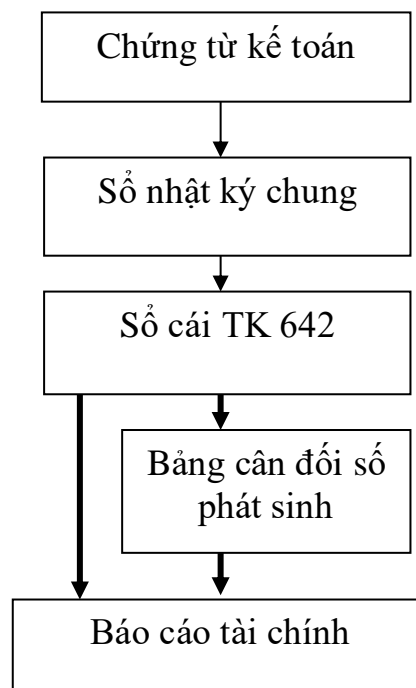 Chứng từ kế toán
Sổ nhật ký chung
Sổ cái TK 642
Bảng cân đối số
phát sinh
Báo cáo tài chính